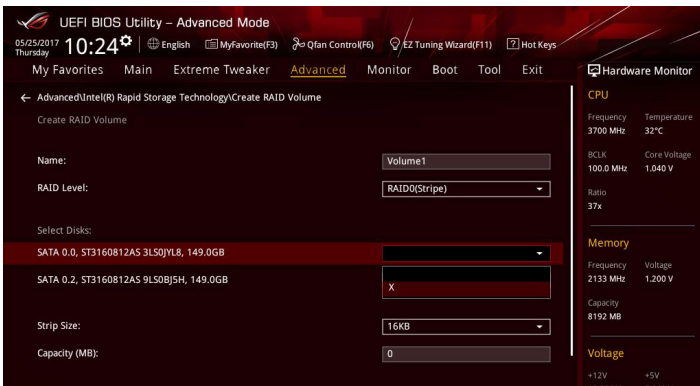 UEFI BIOS Utility – Advanced Mode
05/25/2017 Thursday 10:24 English MyFavorite(F3) Qfan Control(F6) EZ Tuning Wizard(F11) ? Hot Keys
My Favorites Main Extreme Tweaker Advanced Monitor Boot Tool Exit
Hardware Monitor
← Advanced\Intel(R) Rapid Storage Technology\Create RAID Volume
Create RAID Volume
Name: Volume1
RAID Level: RAID0(Stripe)
Select Disks:
SATA 0.0, ST3160812AS 3LS0JYL8, 149.0GB
SATA 0.2, ST3160812AS 9LS0BJ5H, 149.0GB
X
Strip Size: 16KB
Capacity (MB): 0
CPU
Frequency Temperature
3700 MHz 32°C
BCLK Core Voltage
100.0 MHz 1.040 V
Ratio
37x
Memory
Frequency Voltage
2133 MHz 1.200 V
Capacity
8192 MB
Voltage
+12V +5V